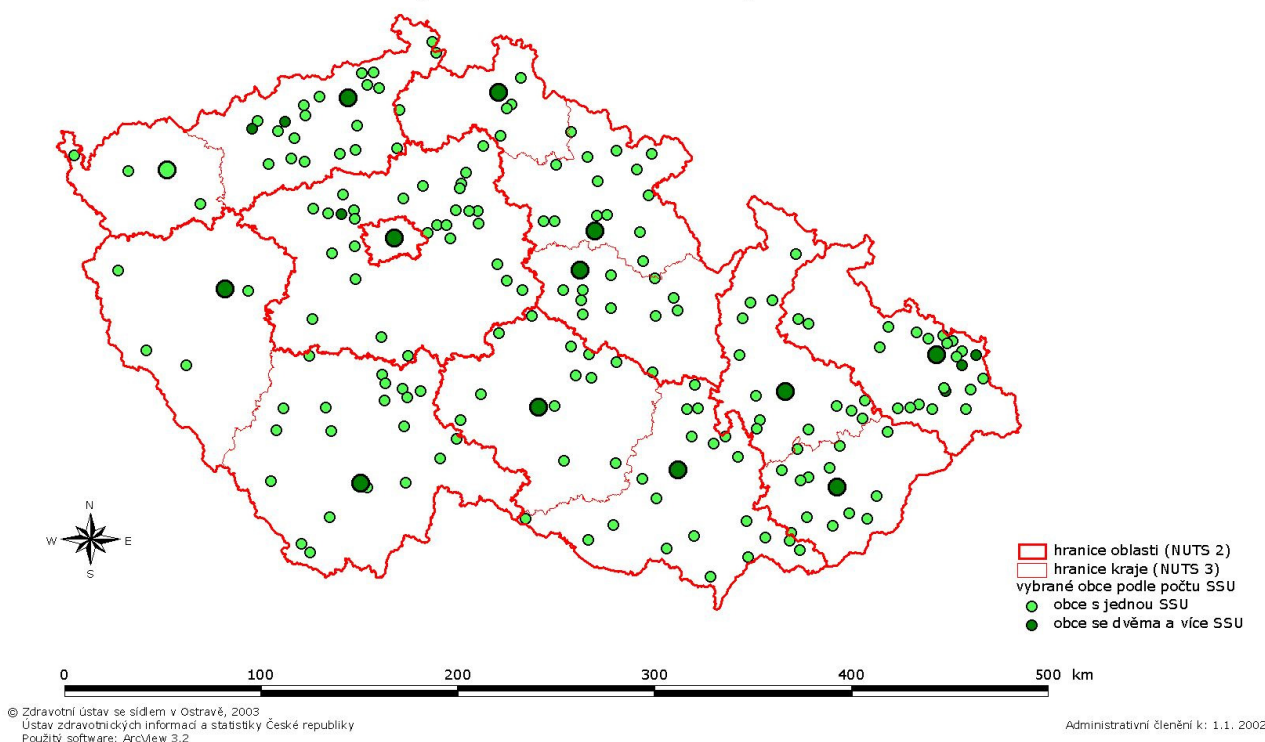 N
W E
S
hranice oblasti (NUTS 2)
hranice kraje (NUTS 3)
vybrané obce podle počtu SSU
obce s jednou SSU
obce se dvěma a více SSU
0 100 200 300 400 500 km
© Zdravotní ústav se sídlem v Ostravě, 2003
Ústav zdravotnických informací a statistiky České republiky
Použitý software: ArcView 3.2
Administrativní členění k: 1.1. 2002